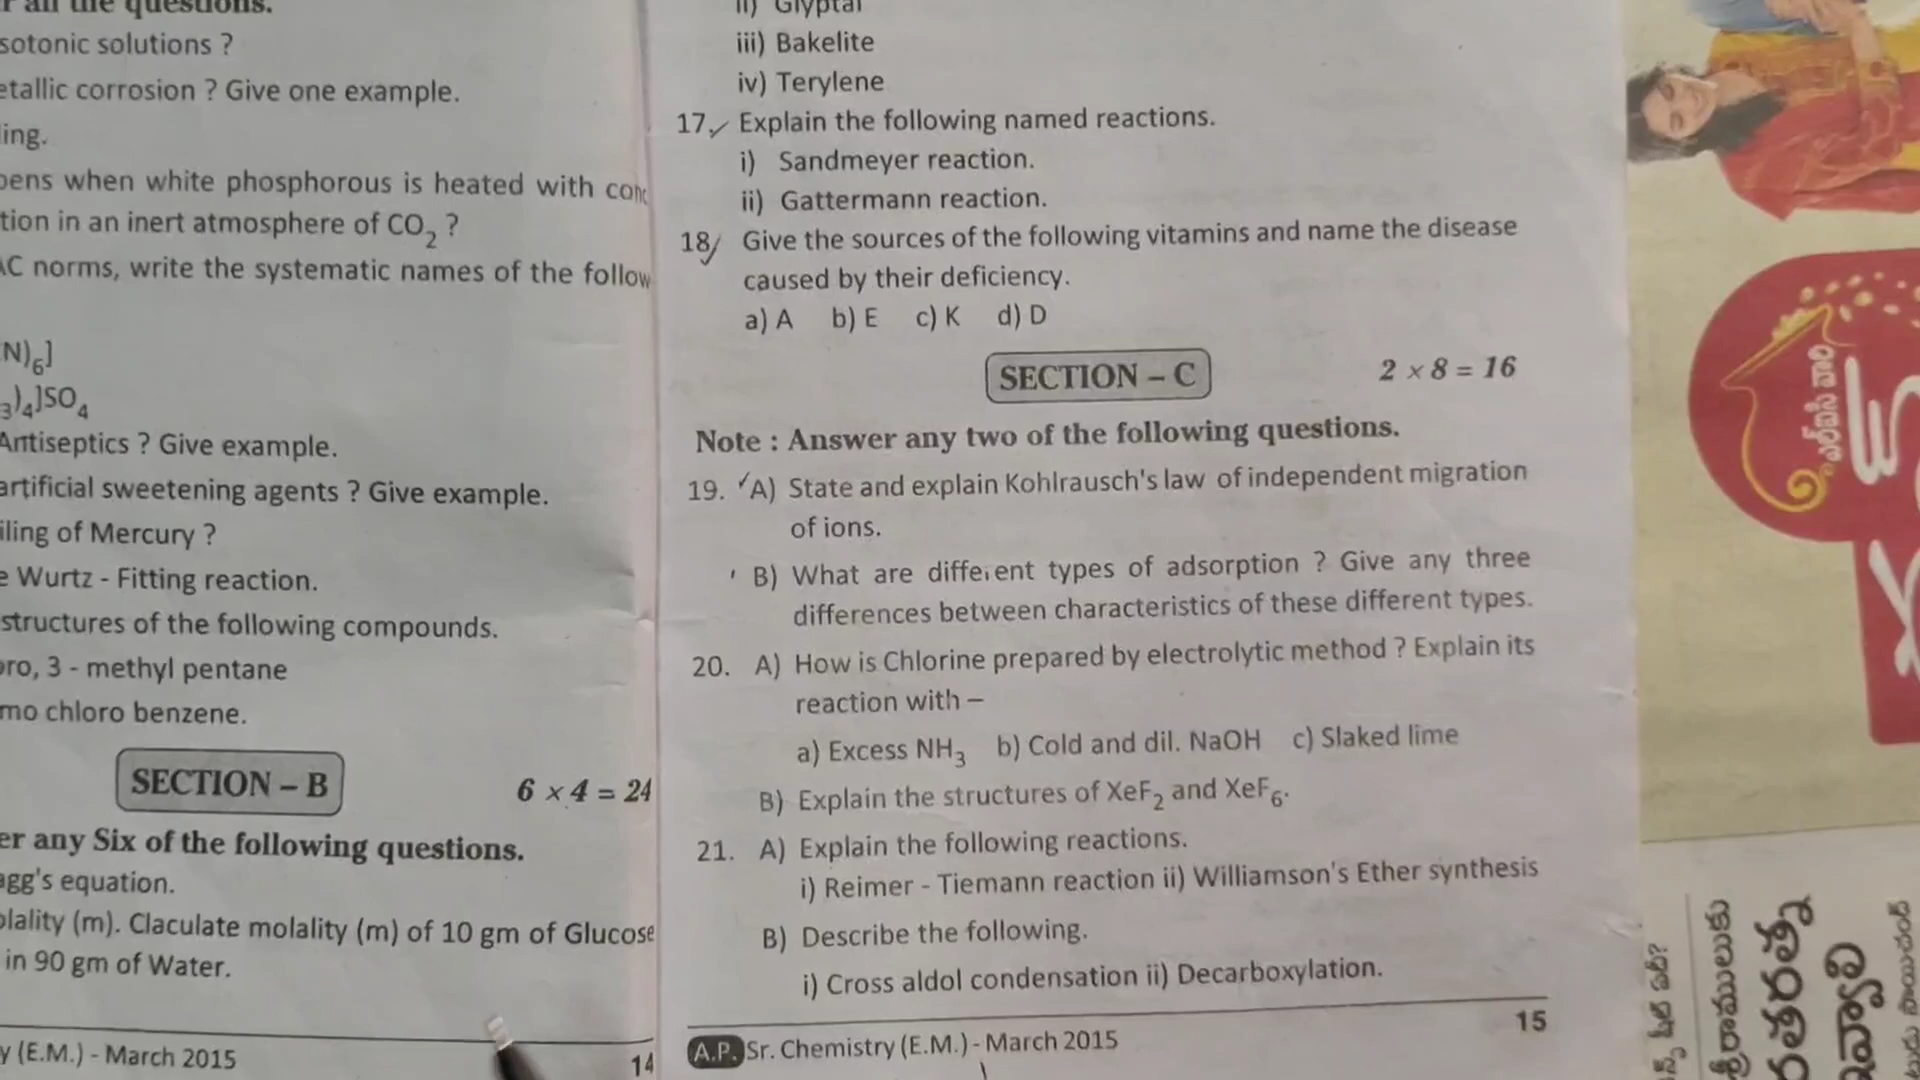 all the questions.
sotonic solutions ?
etallic corrosion ? Give one example.
ing.
pens when white phosphorous is heated with conc
tion in an inert atmosphere of CO2 ?
AC norms, write the systematic names of the follow
N)6]
3)4]SO4
Antiseptics ? Give example.
artificial sweetening agents ? Give example.
iling of Mercury ?
e Wurtz - Fitting reaction.
structures of the following compounds.
oro, 3 - methyl pentane
mo chloro benzene.
SECTION – B 6 × 4 = 24
er any Six of the following questions.
agg's equation.
olality (m). Claculate molality (m) of 10 gm of Glucose
in 90 gm of Water.
y (E.M.) - March 2015 14
ii) Glyptal
iii) Bakelite
iv) Terylene
17. Explain the following named reactions.
i) Sandmeyer reaction.
ii) Gattermann reaction.
18. Give the sources of the following vitamins and name the disease
caused by their deficiency.
a) A b) E c) K d) D
SECTION – C 2 × 8 = 16
Note : Answer any two of the following questions.
19. A) State and explain Kohlrausch's law of independent migration
of ions.
B) What are different types of adsorption ? Give any three
differences between characteristics of these different types.
20. A) How is Chlorine prepared by electrolytic method ? Explain its
reaction with –
a) Excess NH3 b) Cold and dil. NaOH c) Slaked lime
B) Explain the structures of XeF2 and XeF6.
21. A) Explain the following reactions.
i) Reimer - Tiemann reaction ii) Williamson's Ether synthesis
B) Describe the following.
i) Cross aldol condensation ii) Decarboxylation.
15
A.P. Sr. Chemistry (E.M.) - March 2015